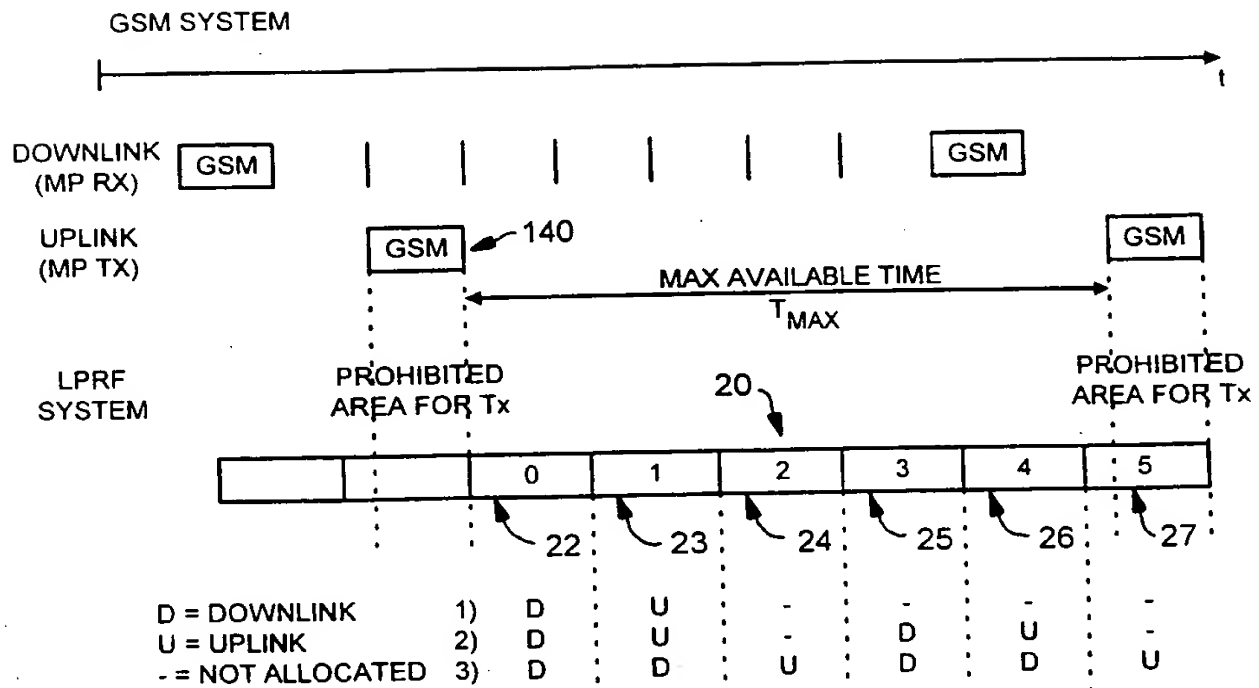 GSM SYSTEM
t
DOWNLINK
(MP RX)
GSM
GSM
UPLINK
(MP TX)
GSM
140
GSM
MAX AVAILABLE TIME
TMAX
LPRF
SYSTEM
PROHIBITED
AREA FOR Tx
20
PROHIBITED
AREA FOR Tx
0 1 2 3 4 5
22 23 24 25 26 27
D = DOWNLINK 1) D U - - - -
U = UPLINK 2) D U - D U -
- = NOT ALLOCATED 3) D D U D D U